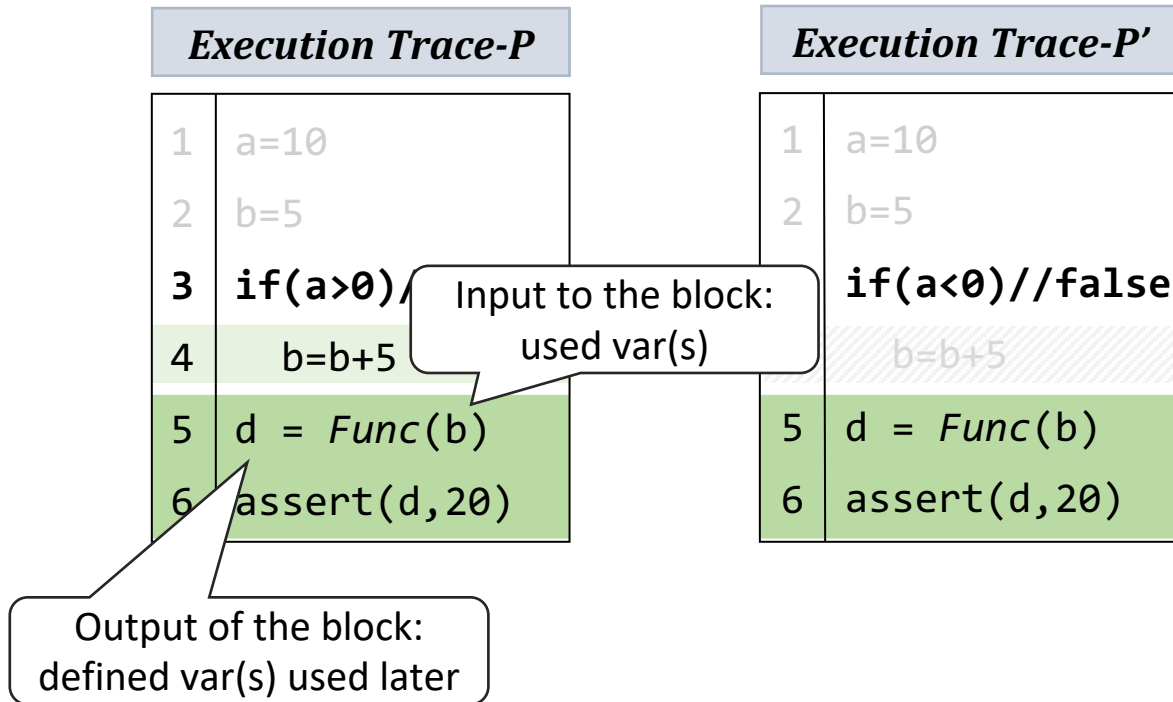 Execution Trace-P
1 a=10
2 b=5
3 if(a>0)/
4 b=b+5
5 d = Func(b)
6 assert(d,20)
Input to the block:
used var(s)
Output of the block:
defined var(s) used later
Execution Trace-P’
1 a=10
2 b=5
if(a<0)//false
b=b+5
5 d = Func(b)
6 assert(d,20)